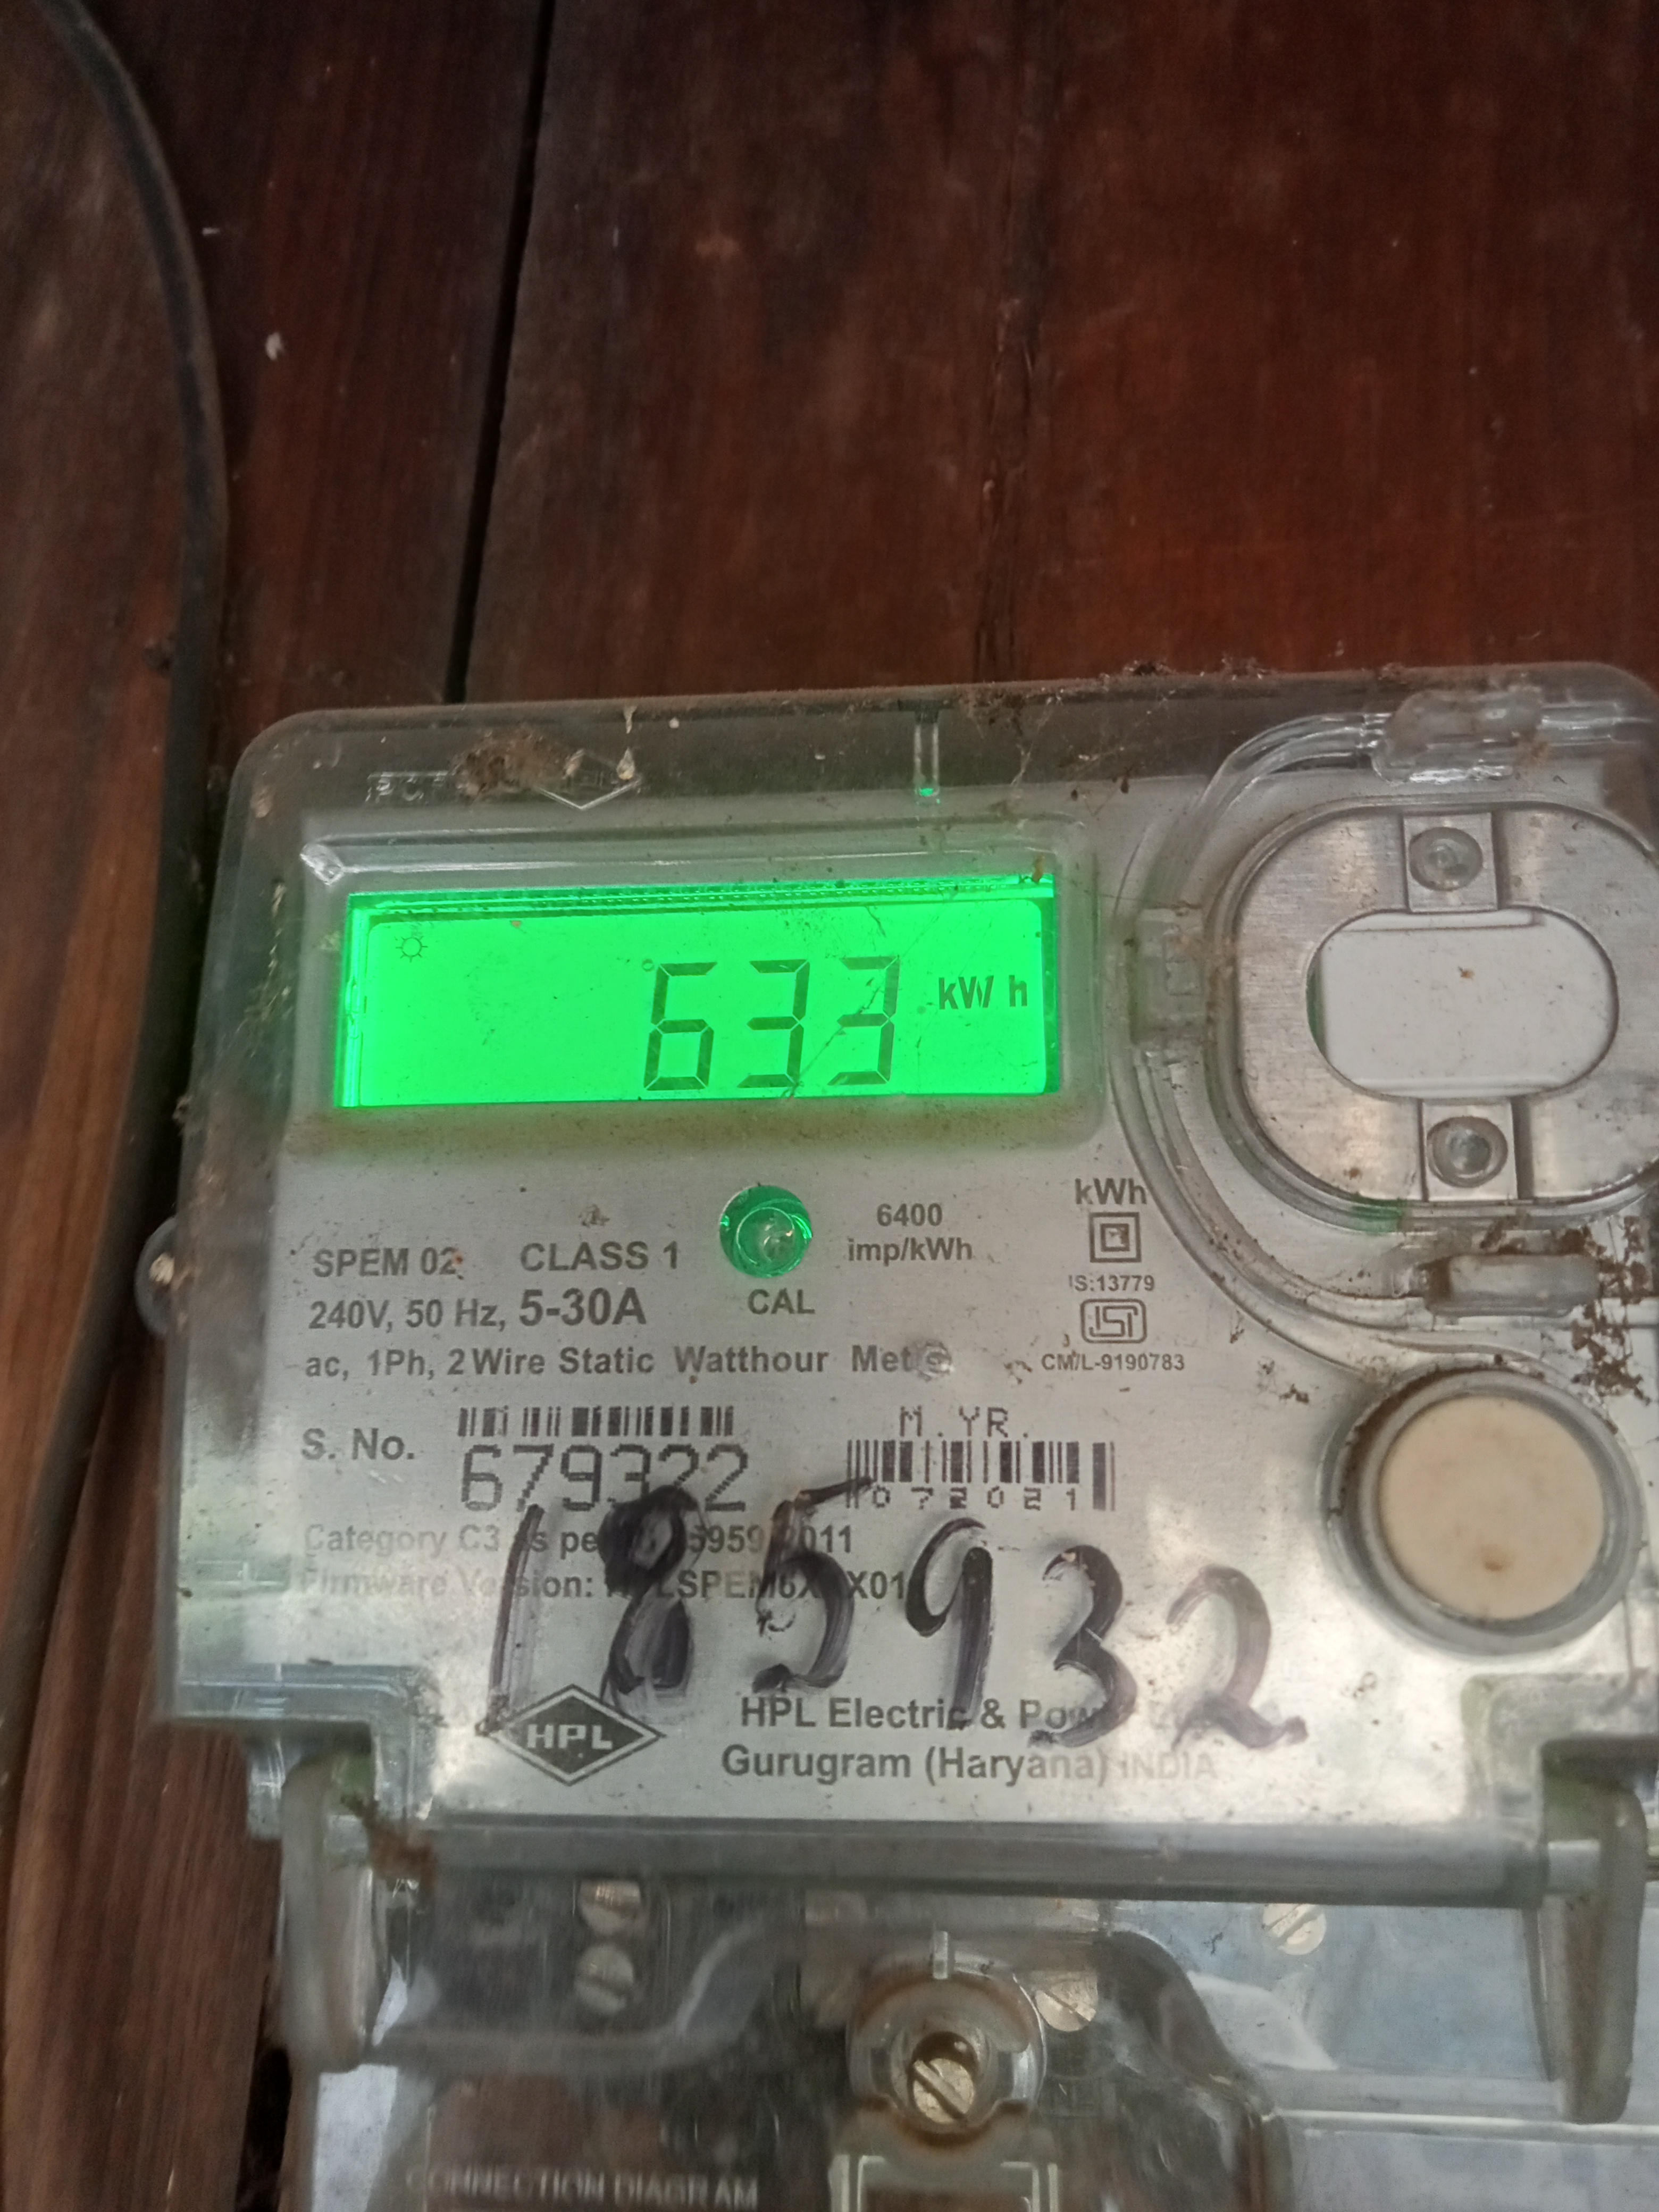 633 kW h
SPEM 02 CLASS 1
6400
imp/kWh
kWh
240V, 50 Hz, 5-30A
CAL
IS:13779
ac, 1Ph, 2 Wire Static Watthour
CM/L-9190783
S. No. 679322
M.YR.
072021
Category C3
2011
Firmware
185932
HPL
HPL Electric &
Gurugram (Haryana) INDIA
CONNECTION DIAGRAM